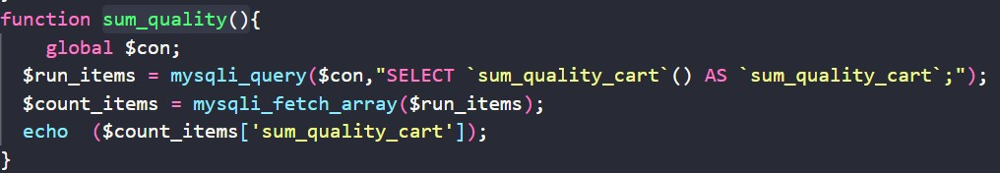 function sum_quality(){
    global $con;
  $run_items = mysqli_query($con,"SELECT `sum_quality_cart`() AS `sum_quality_cart`;");
  $count_items = mysqli_fetch_array($run_items);
  echo  ($count_items['sum_quality_cart']);
}